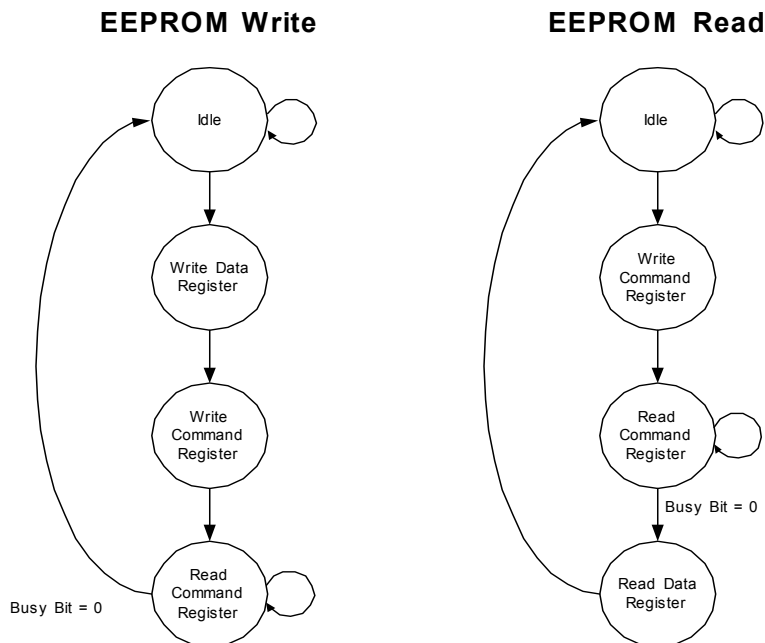 EEPROM Write
Idle
Write Data
Register
Write
Command
Register
Read
Command
Register
Busy Bit = 0
EEPROM Read
Idle
Write
Command
Register
Read
Command
Register
Busy Bit = 0
Read Data
Register